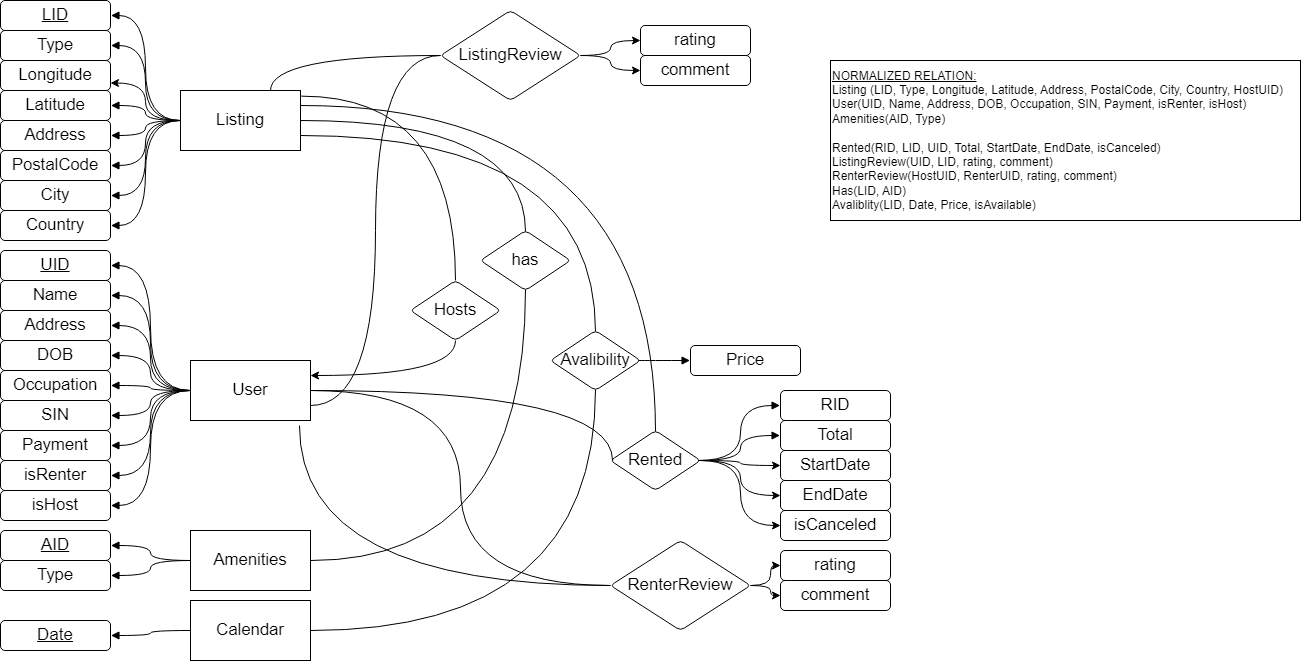 LID
Type
Longitude
Latitude
Address
PostalCode
City
Country
Listing
ListingReview
rating
comment
NORMALIZED RELATION:
Listing (LID, Type, Longitude, Latitude, Address, PostalCode, City, Country, HostUID)
User(UID, Name, Address, DOB, Occupation, SIN, Payment, isRenter, isHost)
Amenities(AID, Type)
Rented(RID, LID, UID, Total, StartDate, EndDate, isCanceled)
ListingReview(UID, LID, rating, comment)
RenterReview(HostUID, RenterUID, rating, comment)
Has(LID, AID)
Avaliblity(LID, Date, Price, isAvailable)
UID
Name
Address
DOB
Occupation
SIN
Payment
isRenter
isHost
User
has
Hosts
Avalibility
Price
Rented
RID
Total
StartDate
EndDate
isCanceled
AID
Type
Amenities
RenterReview
rating
comment
Date
Calendar